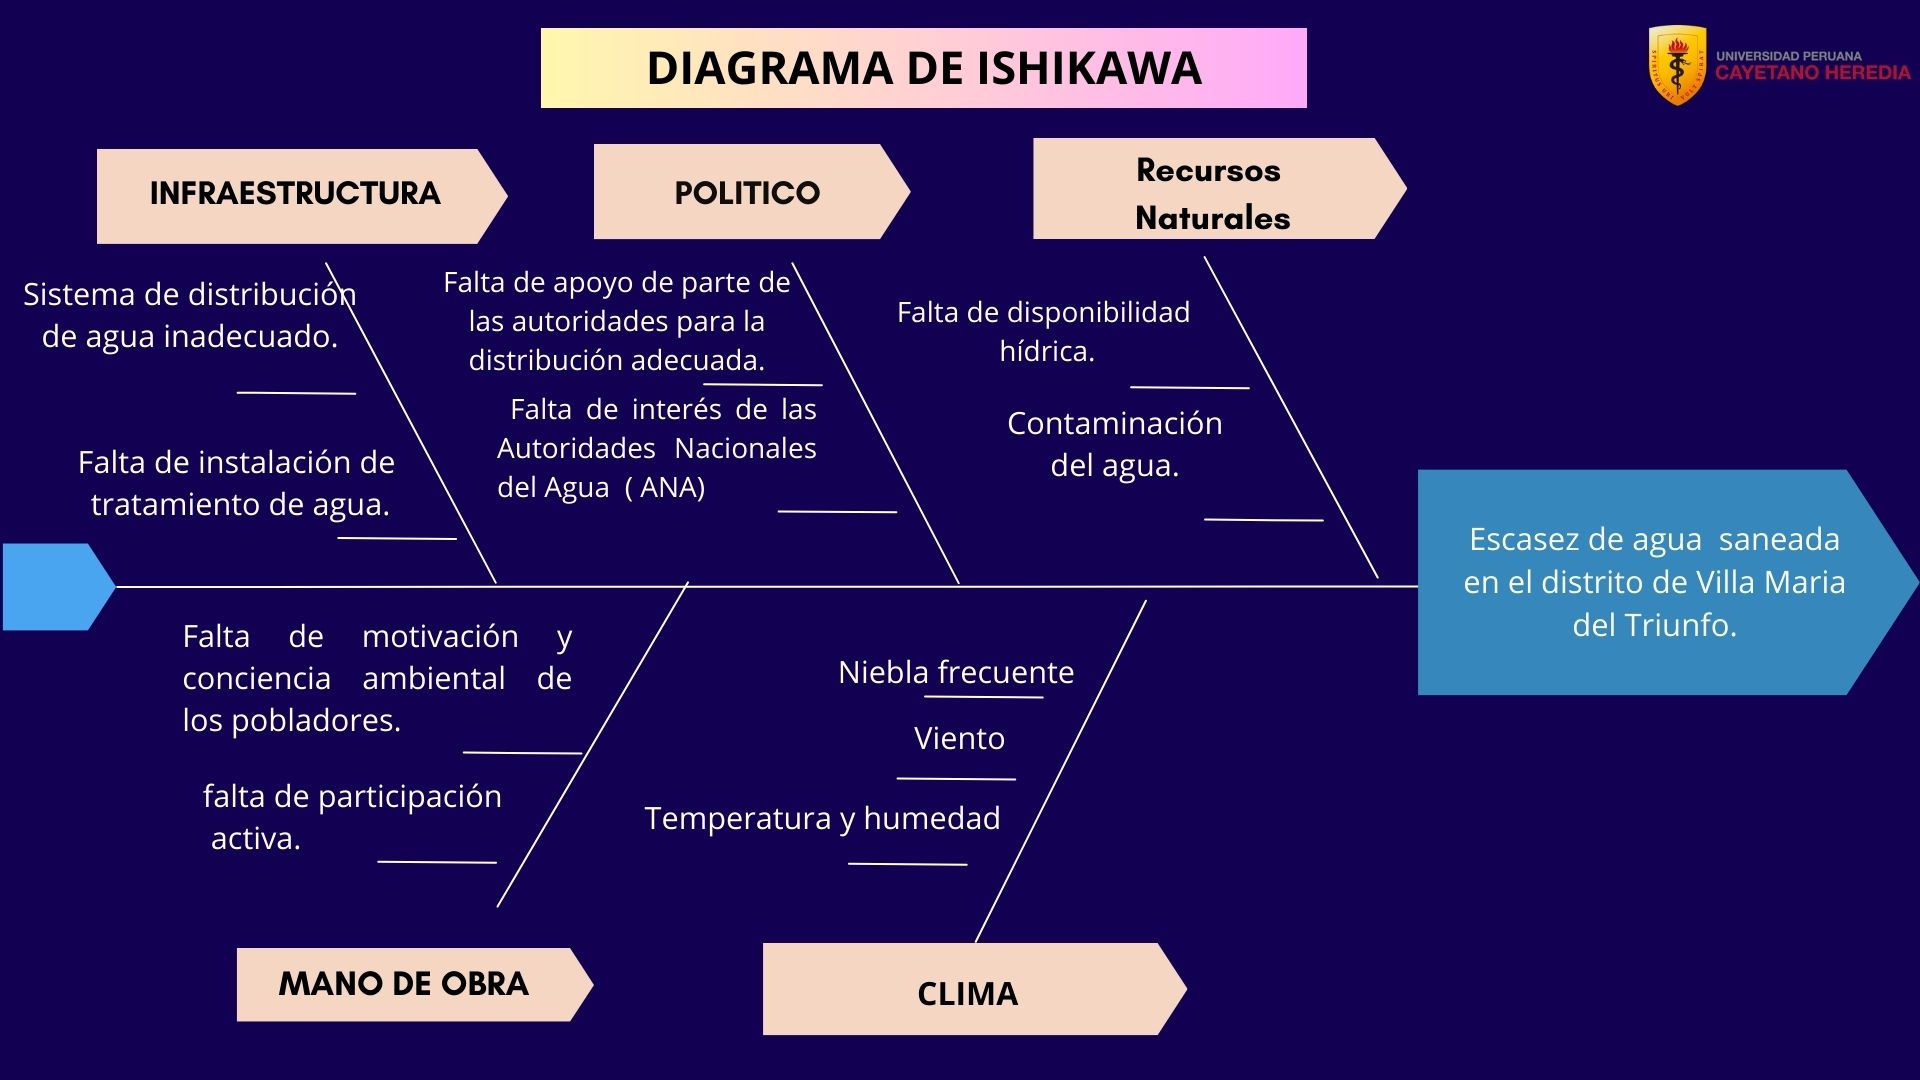 DIAGRAMA DE ISHIKAWA
UNIVERSIDAD PERUANA
CAYETANO HEREDIA
INFRAESTRUCTURA
POLITICO
Recursos
Naturales
Sistema de distribución
de agua inadecuado.
Falta de instalación de
tratamiento de agua.
Falta de apoyo de parte de
las autoridades para la
distribución adecuada.
Falta de interés de las
Autoridades Nacionales
del Agua ( ANA)
Falta de disponibilidad
hídrica.
Contaminación
del agua.
Escasez de agua saneada
en el distrito de Villa Maria
del Triunfo.
Falta de motivación y
conciencia ambiental de
los pobladores.
falta de participación
activa.
Niebla frecuente
Viento
Temperatura y humedad
MANO DE OBRA
CLIMA